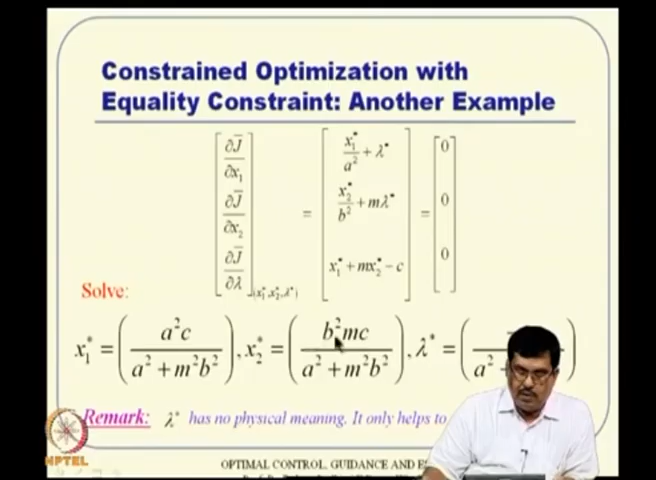 Constrained Optimization with
Equality Constraint: Another Example
∂J̅/∂x₁
∂J̅/∂x₂
∂J̅/∂λ
(x₁*, x₂*, λ*)
=
x₁*/a² + λ*
x₂*/b² + mλ*
x₁* + mx₂* − c
=
0
0
0
Solve:
x₁* = ( a²c / (a² + m²b²) ), x₂* = ( b²mc / (a² + m²b²) ), λ* = ( a²
Remark: λ* has no physical meaning. It only helps to
NPTEL
OPTIMAL CONTROL, GUIDANCE AND